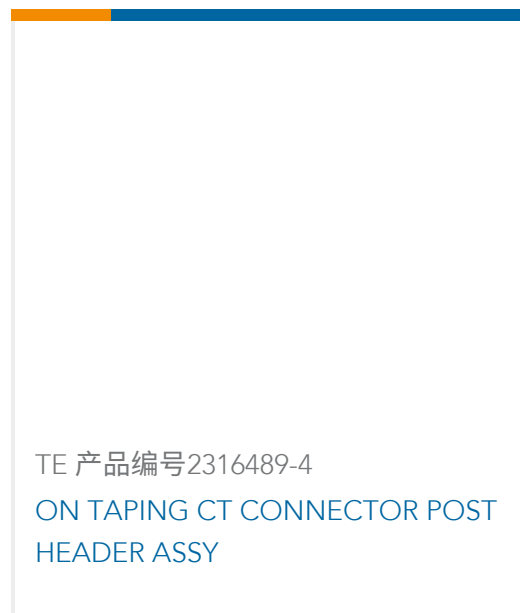 TE 产品编号2316489-4
ON TAPING CT CONNECTOR POST
HEADER ASSY